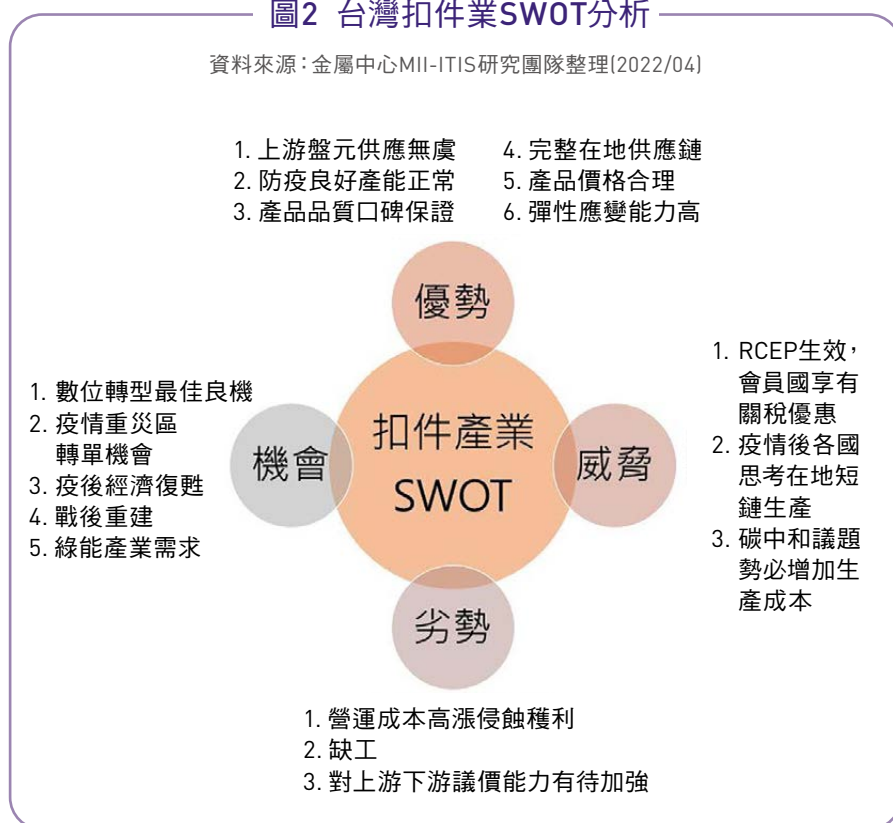 圖2 台灣扣件業SWOT分析
資料來源：金屬中心MII-ITIS研究團隊整理(2022/04)
1. 上游盤元供應無虞
2. 防疫良好產能正常
3. 產品品質口碑保證
4. 完整在地供應鏈
5. 產品價格合理
6. 彈性應變能力高
優勢
1. 數位轉型最佳良機
2. 疫情重災區
轉單機會
3. 疫後經濟復甦
4. 戰後重建
5. 綠能產業需求
機會
扣件產業
SWOT
威脅
1. RCEP生效，
會員國享有
關稅優惠
2. 疫情後各國
思考在地短
鏈生產
3. 碳中和議題
勢必增加生
產成本
劣勢
1. 營運成本高漲侵蝕穫利
2. 缺工
3. 對上游下游議價能力有待加強